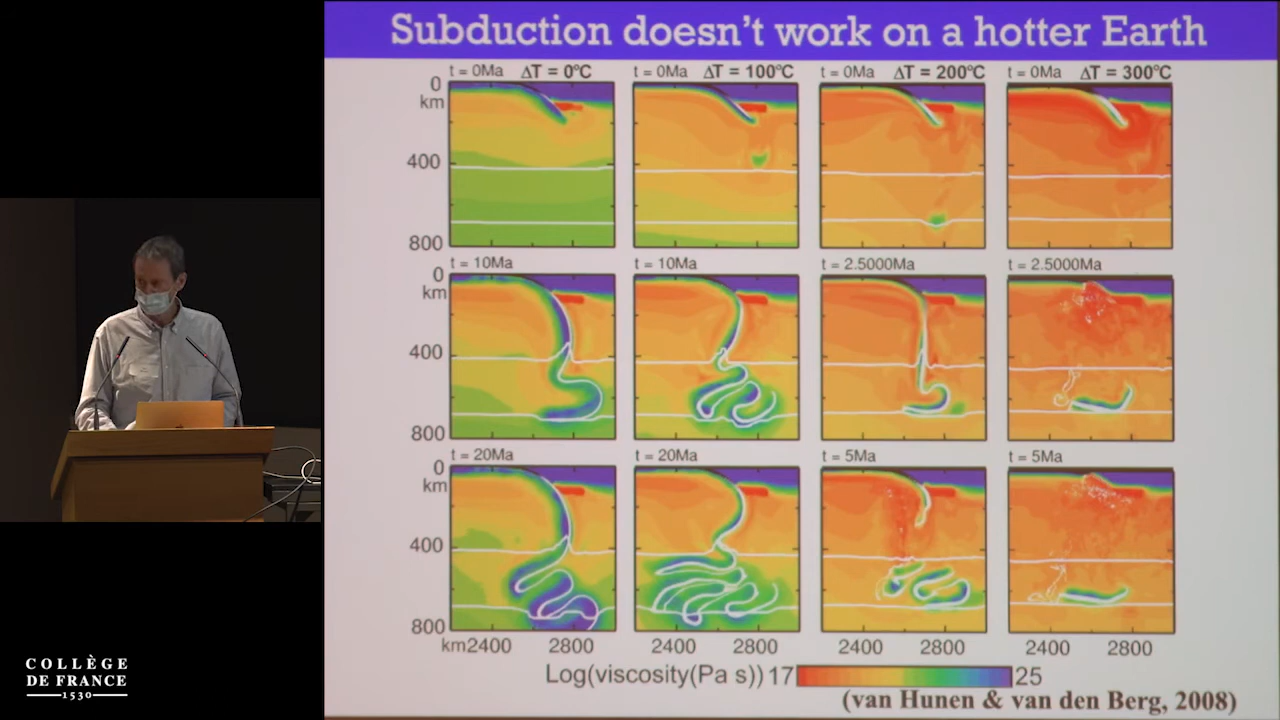 Subduction doesn't work on a hotter Earth
t = 0Ma ΔT = 0°C t = 0Ma ΔT = 100°C t = 0Ma ΔT = 200°C t = 0Ma ΔT = 300°C
0
km
400
800
t = 10Ma t = 10Ma t = 2.5000Ma t = 2.5000Ma
0
km
400
800
t = 20Ma t = 20Ma t = 5Ma t = 5Ma
0
km
400
800
km2400 2800 2400 2800 2400 2800 2400 2800
Log(viscosity(Pa s)) 17 25
(van Hunen & van den Berg, 2008)
COLLÈGE
DE FRANCE
1530